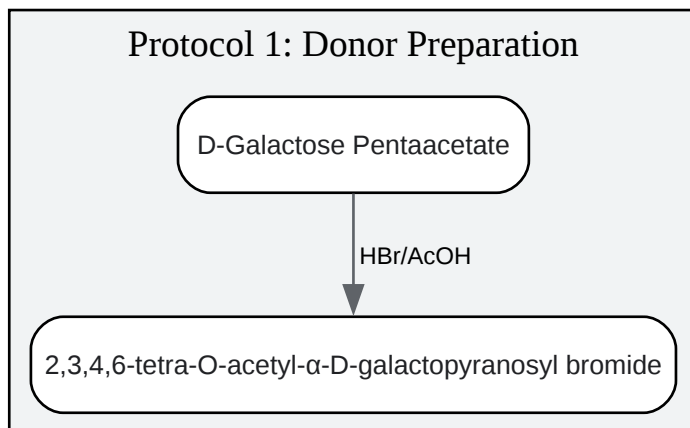 Protocol 1: Donor Preparation
D-Galactose Pentaacetate
HBr/AcOH
2,3,4,6-tetra-O-acetyl-α-D-galactopyranosyl bromide